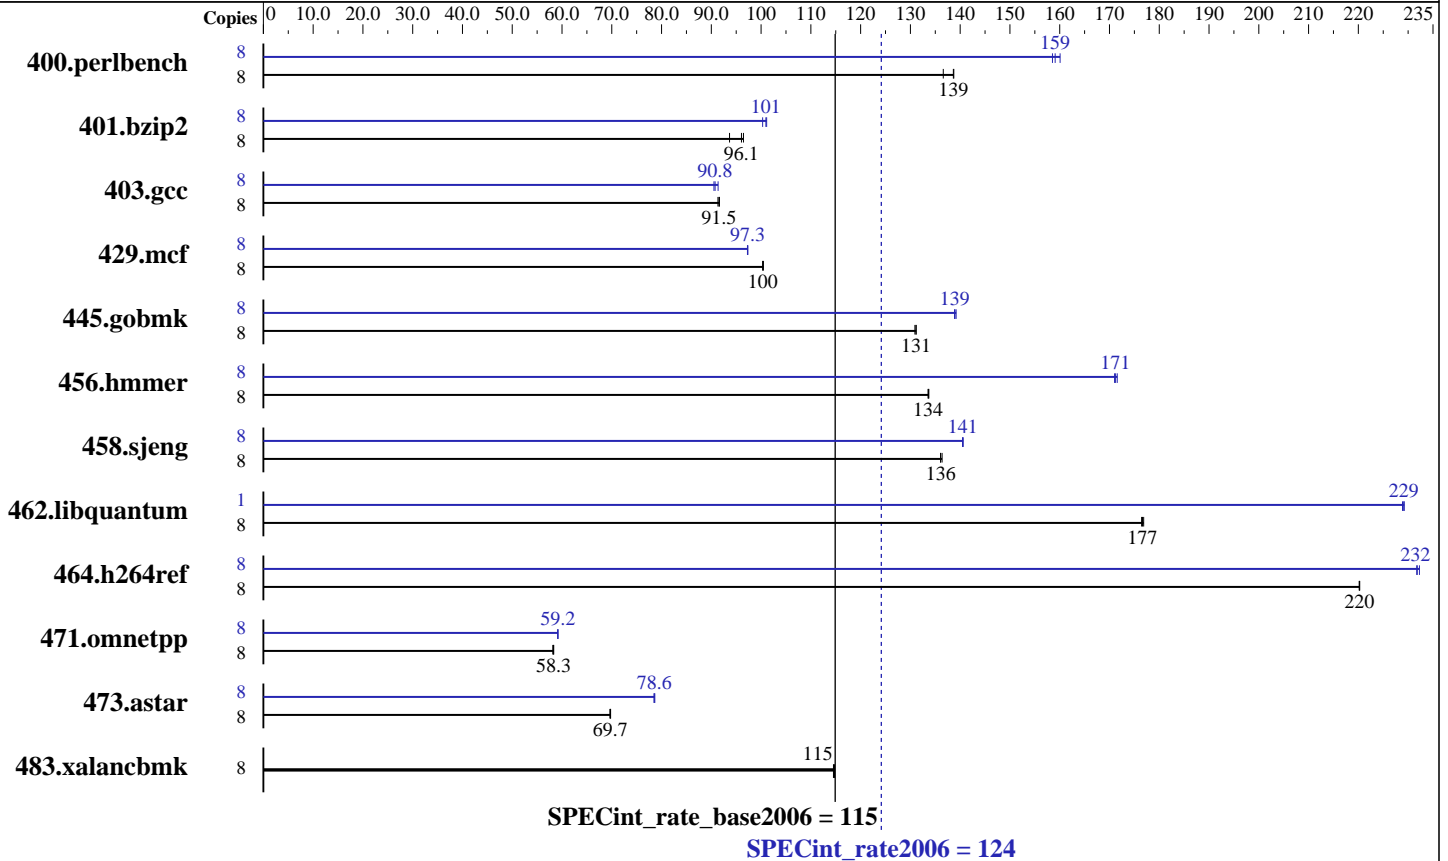 Copies 0 10.0 20.0 30.0 40.0 50.0 60.0 70.0 80.0 90.0 100 110 120 130 140 150 160 170 180 190 200 210 220 235
400.perlbench 8 159
8 139
401.bzip2 8 101
8 96.1
403.gcc 8 90.8
8 91.5
429.mcf 8 97.3
8 100
445.gobmk 8 139
8 131
456.hmmer 8 171
8 134
458.sjeng 8 141
8 136
462.libquantum 1 229
8 177
464.h264ref 8 232
8 220
471.omnetpp 8 59.2
8 58.3
473.astar 8 78.6
8 69.7
483.xalancbmk 8 115
SPECint_rate_base2006 = 115
SPECint_rate2006 = 124